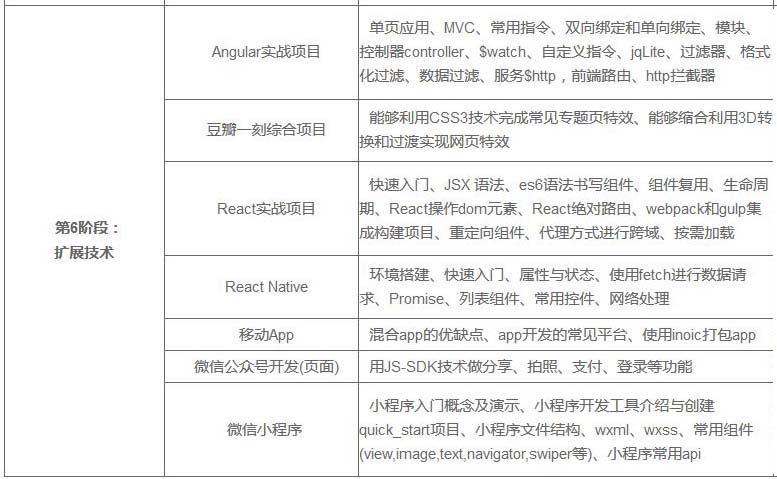 Angular实战项目
单页应用、MVC、常用指令、双向绑定和单向绑定、模块、
控制器controller、$watch、自定义指令、jqLite、过滤器、格式
化过滤、数据过滤、服务$http，前端路由、http拦截器
豆瓣一刻综合项目
能够利用CSS3技术完成常见专题页特效、能够缩合利用3D转
换和过渡实现网页特效
第6阶段：
扩展技术
React实战项目
快速入门、JSX 语法、es6语法书写组件、组件复用、生命周
期、React操作dom元素、React绝对路由、webpack和gulp集
成构建项目、重定向组件、代理方式进行跨域、按需加载
React Native
环境搭建、快速入门、属性与状态、使用fetch进行数据请
求、Promise、列表组件、常用控件、网络处理
移动App
混合app的优缺点、app开发的常见平台、使用inoic打包app
微信公众号开发(页面)
用JS-SDK技术做分享、拍照、支付、登录等功能
微信小程序
小程序入门概念及演示、小程序开发工具介绍与创建
quick_start项目、小程序文件结构、wxml、wxss、常用组件
(view,image,text,navigator,swiper等)、小程序常用api